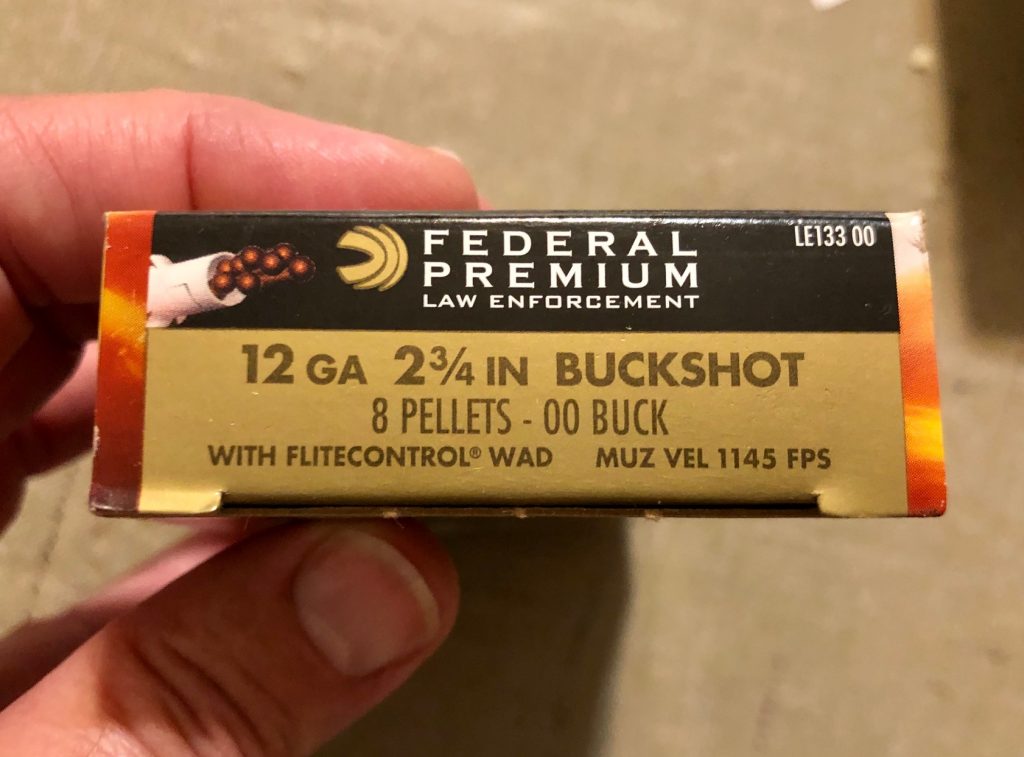 FEDERAL
PREMIUM
LAW ENFORCEMENT
LE133 00
12 GA 2¾ IN BUCKSHOT
8 PELLETS - 00 BUCK
WITH FLITECONTROL® WAD MUZ VEL 1145 FPS